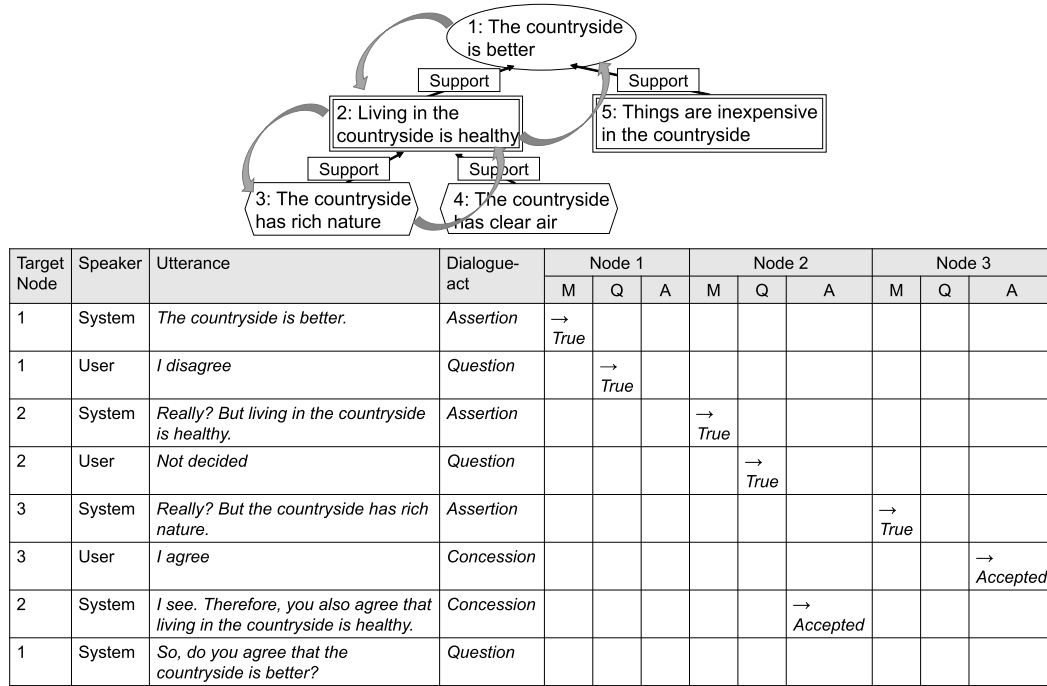 1: The countryside
is better
Support
Support
2: Living in the
countryside is healthy
5: Things are inexpensive
in the countryside
Support
Support
3: The countryside
has rich nature
4: The countryside
has clear air
Target Node Speaker Utterance Dialogue-act Node 1 Node 2 Node 3
M Q A M Q A M Q A
1 System The countryside is better. Assertion → True
1 User I disagree Question → True
2 System Really? But living in the countryside is healthy. Assertion → True
2 User Not decided Question → True
3 System Really? But the countryside has rich nature. Assertion → True
3 User I agree Concession → Accepted
2 System I see. Therefore, you also agree that living in the countryside is healthy. Concession → Accepted
1 System So, do you agree that the countryside is better? Question